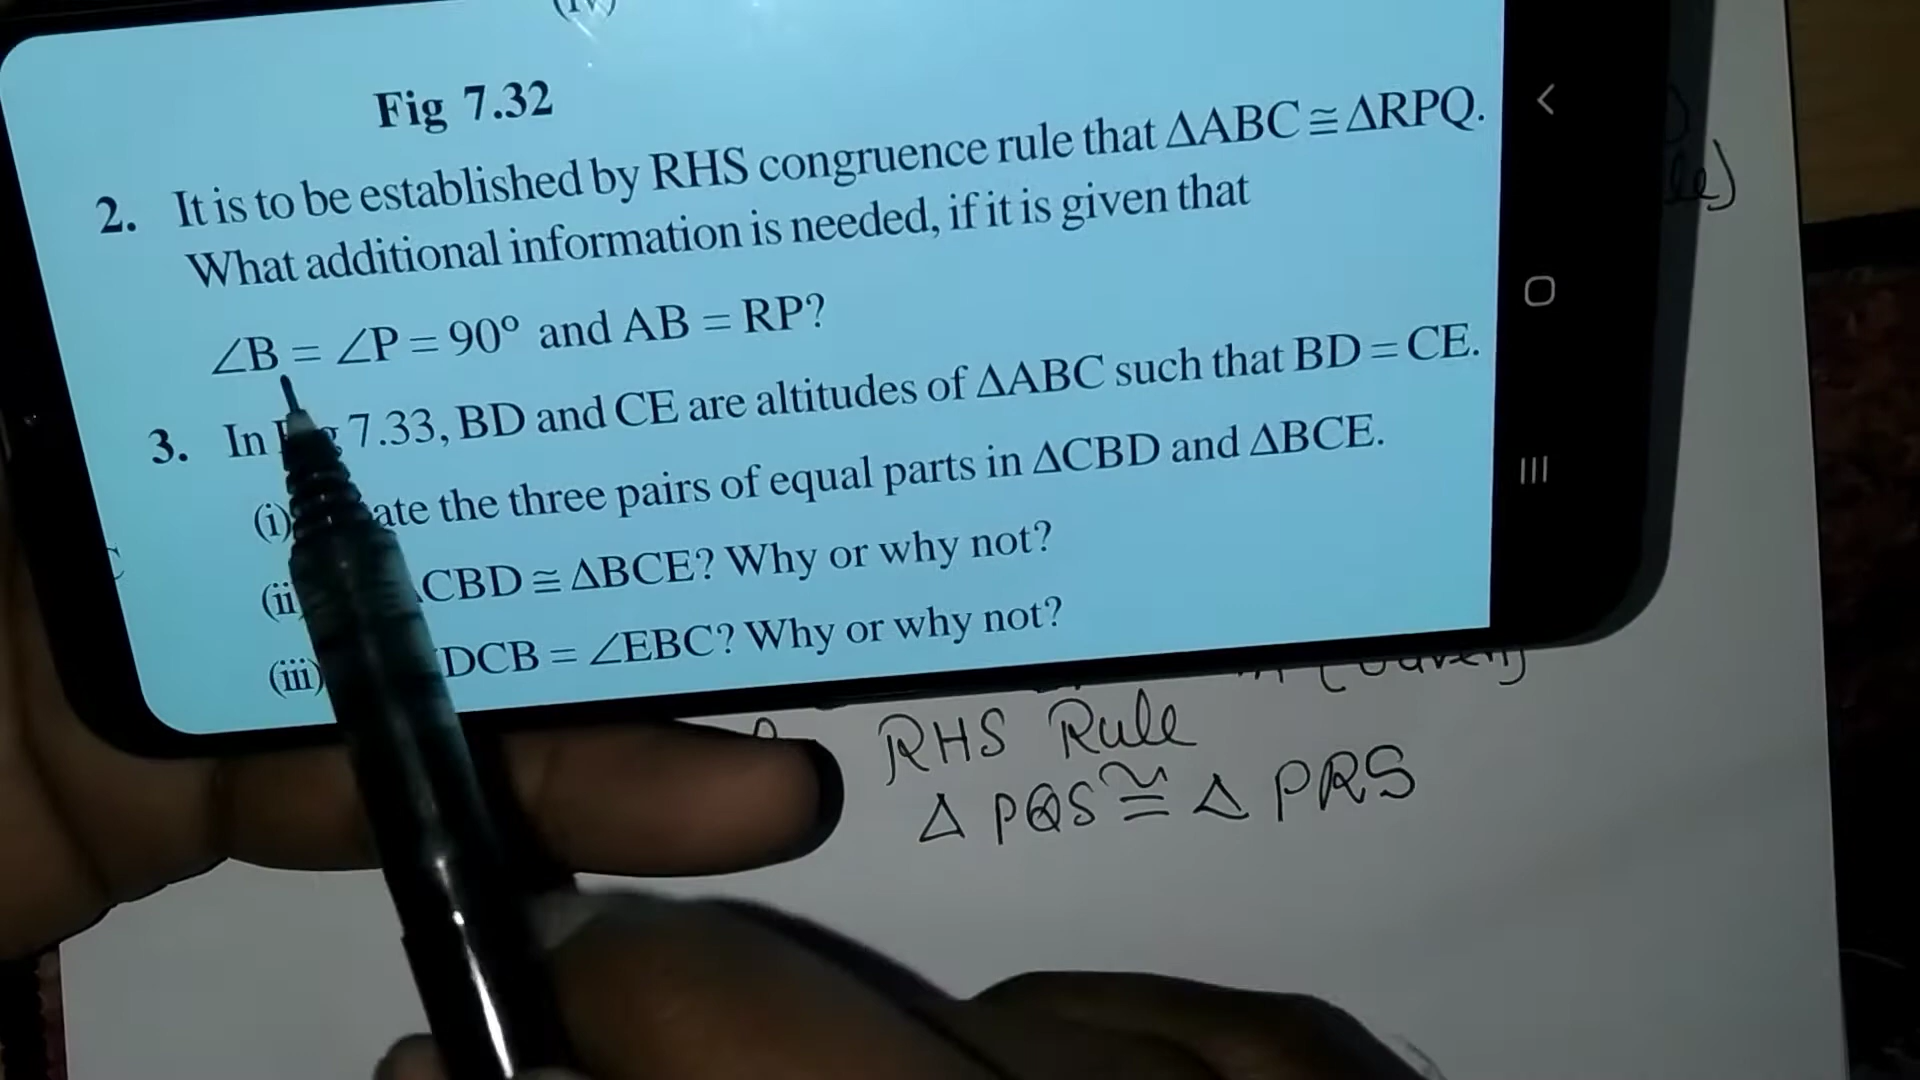 (iv)
Fig 7.32
2. It is to be established by RHS congruence rule that ΔABC ≅ ΔRPQ.
What additional information is needed, if it is given that
∠B = ∠P = 90° and AB = RP?
3. In 7.33, BD and CE are altitudes of ΔABC such that BD = CE.
(i) ate the three pairs of equal parts in ΔCBD and ΔBCE.
(ii) CBD ≅ ΔBCE? Why or why not?
(iii) DCB = ∠EBC? Why or why not?
RHS Rule
Δ PQS ≅ Δ PRS